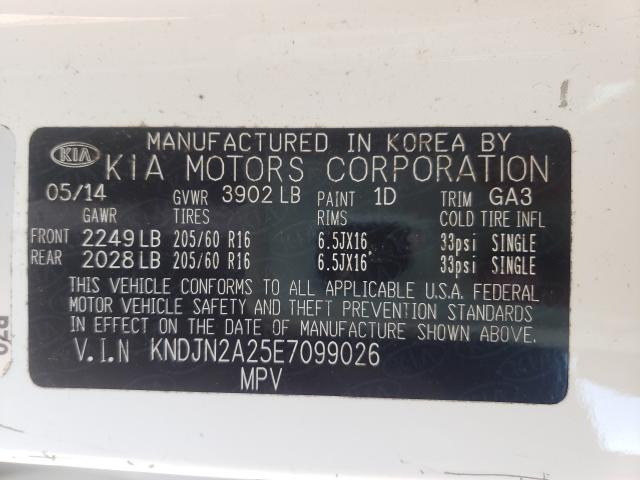 KIA
MANUFACTURED IN KOREA BY
KIA MOTORS CORPORATION
05/14 GVWR 3902 LB PAINT 1D TRIM GA3
GAWR TIRES RIMS COLD TIRE INFL
FRONT 2249 LB 205/60 R16 6.5JX16 33psi SINGLE
REAR 2028 LB 205/60 R16 6.5JX16 33psi SINGLE
THIS VEHICLE CONFORMS TO ALL APPLICABLE U.S.A. FEDERAL
MOTOR VEHICLE SAFETY AND THEFT PREVENTION STANDARDS
IN EFFECT ON THE DATE OF MANUFACTURE SHOWN ABOVE.
V.I.N KNDJN2A25E7099026
MPV